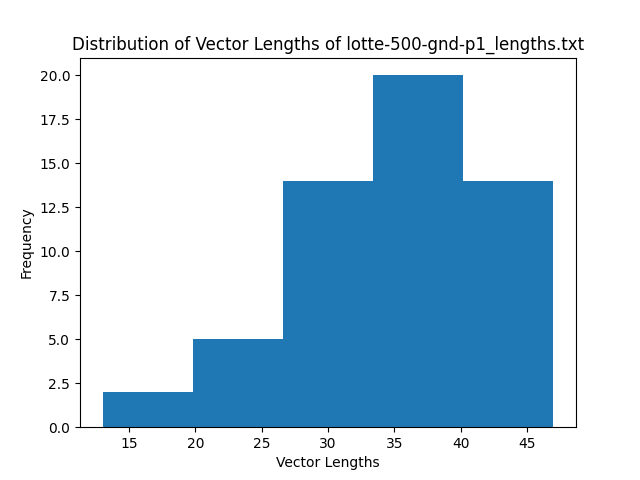 Distribution of Vector Lengths of lotte-500-gnd-p1_lengths.txt
20.0
17.5
15.0
12.5
10.0
7.5
5.0
2.5
0.0
Frequency
15 20 25 30 35 40 45
Vector Lengths